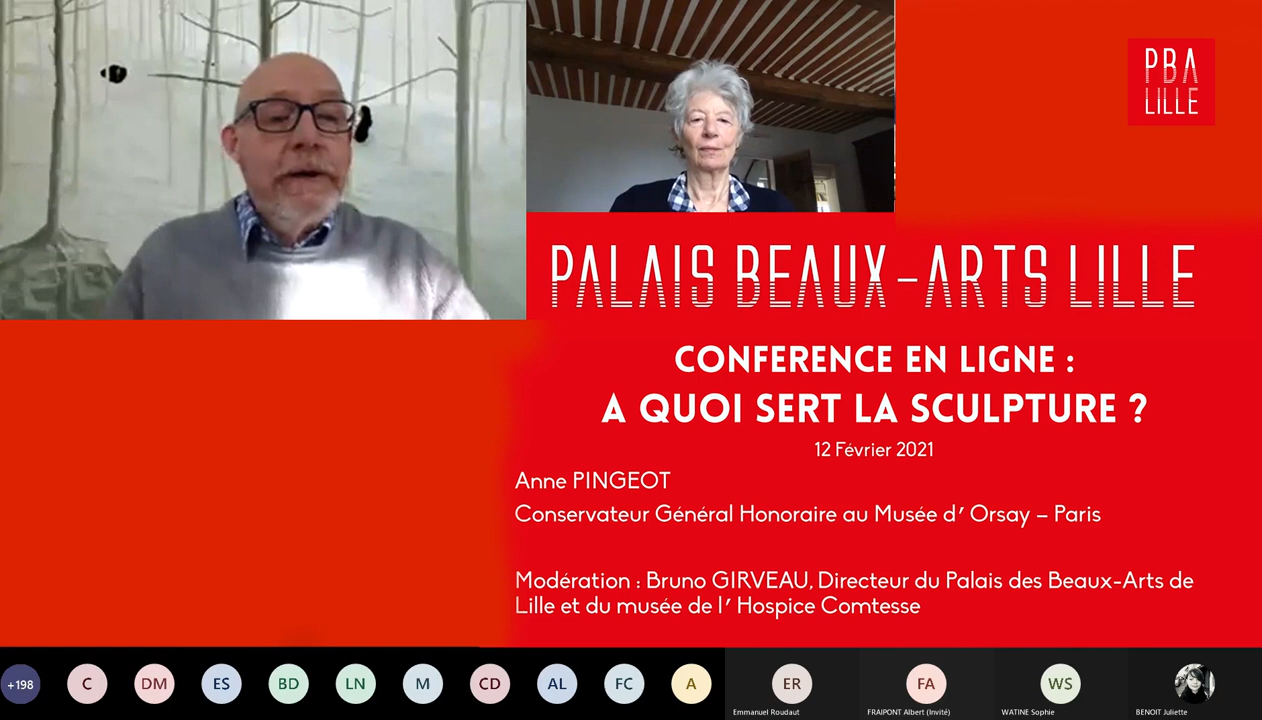 PBA
LILLE
PALAIS BEAUX-ARTS LILLE
CONFERENCE EN LIGNE :
A QUOI SERT LA SCULPTURE ?
12 Février 2021
Anne PINGEOT
Conservateur Général Honoraire au Musée d' Orsay – Paris
Modération : Bruno GIRVEAU, Directeur du Palais des Beaux-Arts de
Lille et du musée de l' Hospice Comtesse
+198 C DM ES BD LN M CD AL FC A ER FA WS
Emmanuel Roudaut FRAIPONT Albert (Invité) WATINE Sophie BENOIT Juliette